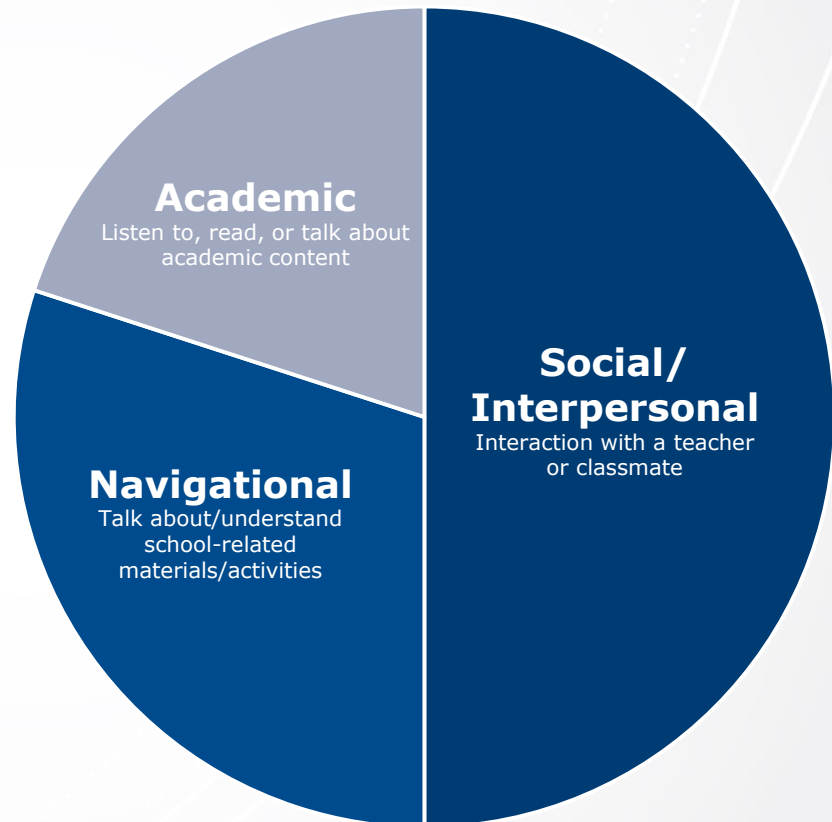 Academic
Listen to, read, or talk about
academic content
Social/
Interpersonal
Interaction with a teacher
or classmate
Navigational
Talk about/understand
school-related
materials/activities